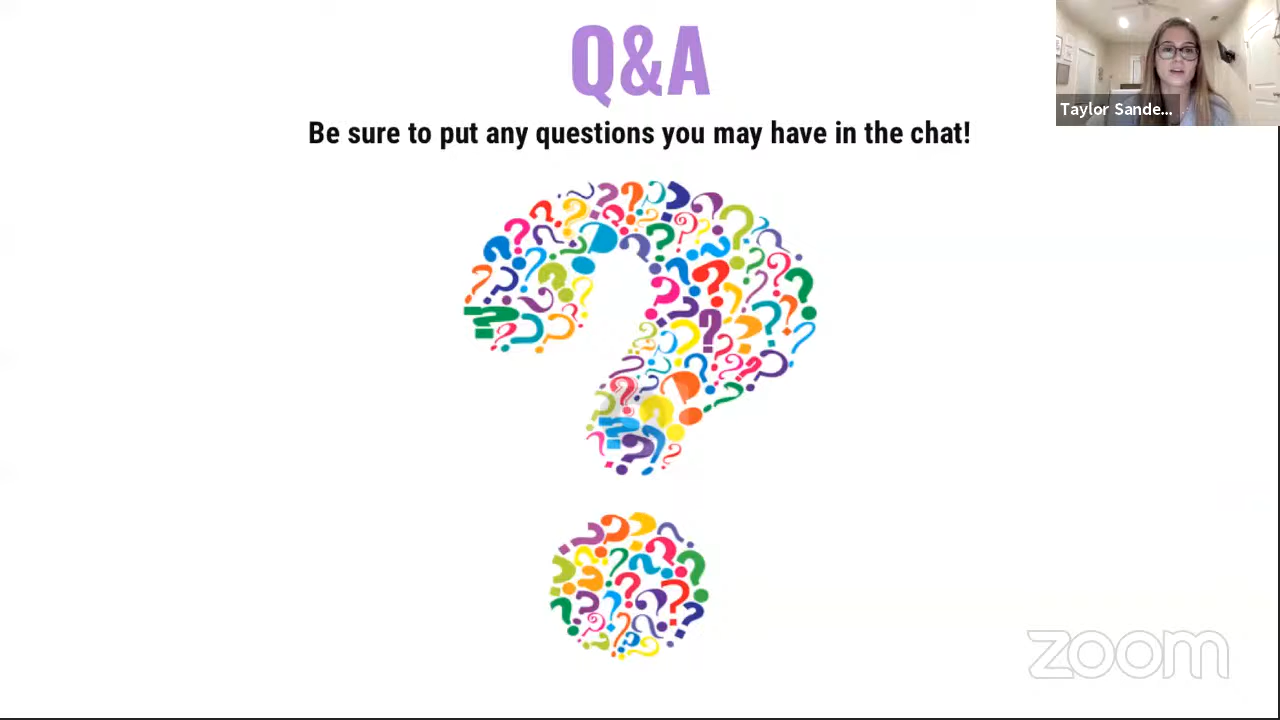 Q&A
Be sure to put any questions you may have in the chat!
Taylor Sande...
zoom